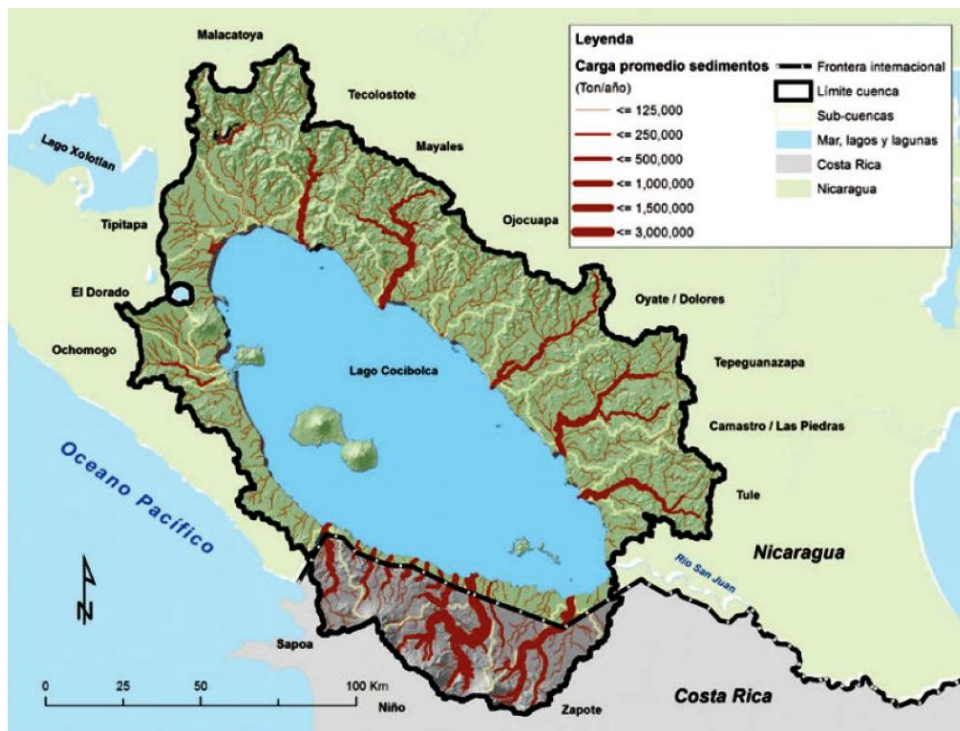 Malacatoya
Tecolostote
Mayales
Ojocuapa
Oyate / Dolores
Tepeguanazapa
Camastro / Las Piedras
Tule
Lago Xolotlan
Tipitapa
El Dorado
Ochomogo
Lago Cocibolca
Oceano Pacífico
Nicaragua
Rio San Juan
N
Sapoa
Niño
Zapote
Costa Rica
0 25 50 100 Km
Leyenda
Carga promedio sedimentos
(Ton/año)
<= 125,000
<= 250,000
<= 500,000
<= 1,000,000
<= 1,500,000
<= 3,000,000
Frontera internacional
Límite cuenca
Sub-cuencas
Mar, lagos y lagunas
Costa Rica
Nicaragua